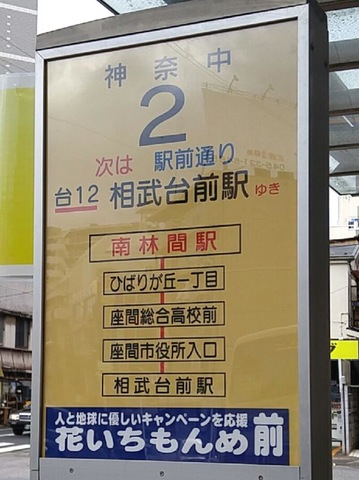 神奈中
2
次は 駅前通り
台12 相武台前駅ゆき
南林間駅
ひばりが丘一丁目
座間総合高校前
座間市役所入口
相武台前駅
人と地球に優しいキャンペーンを応援
花いちもんめ前